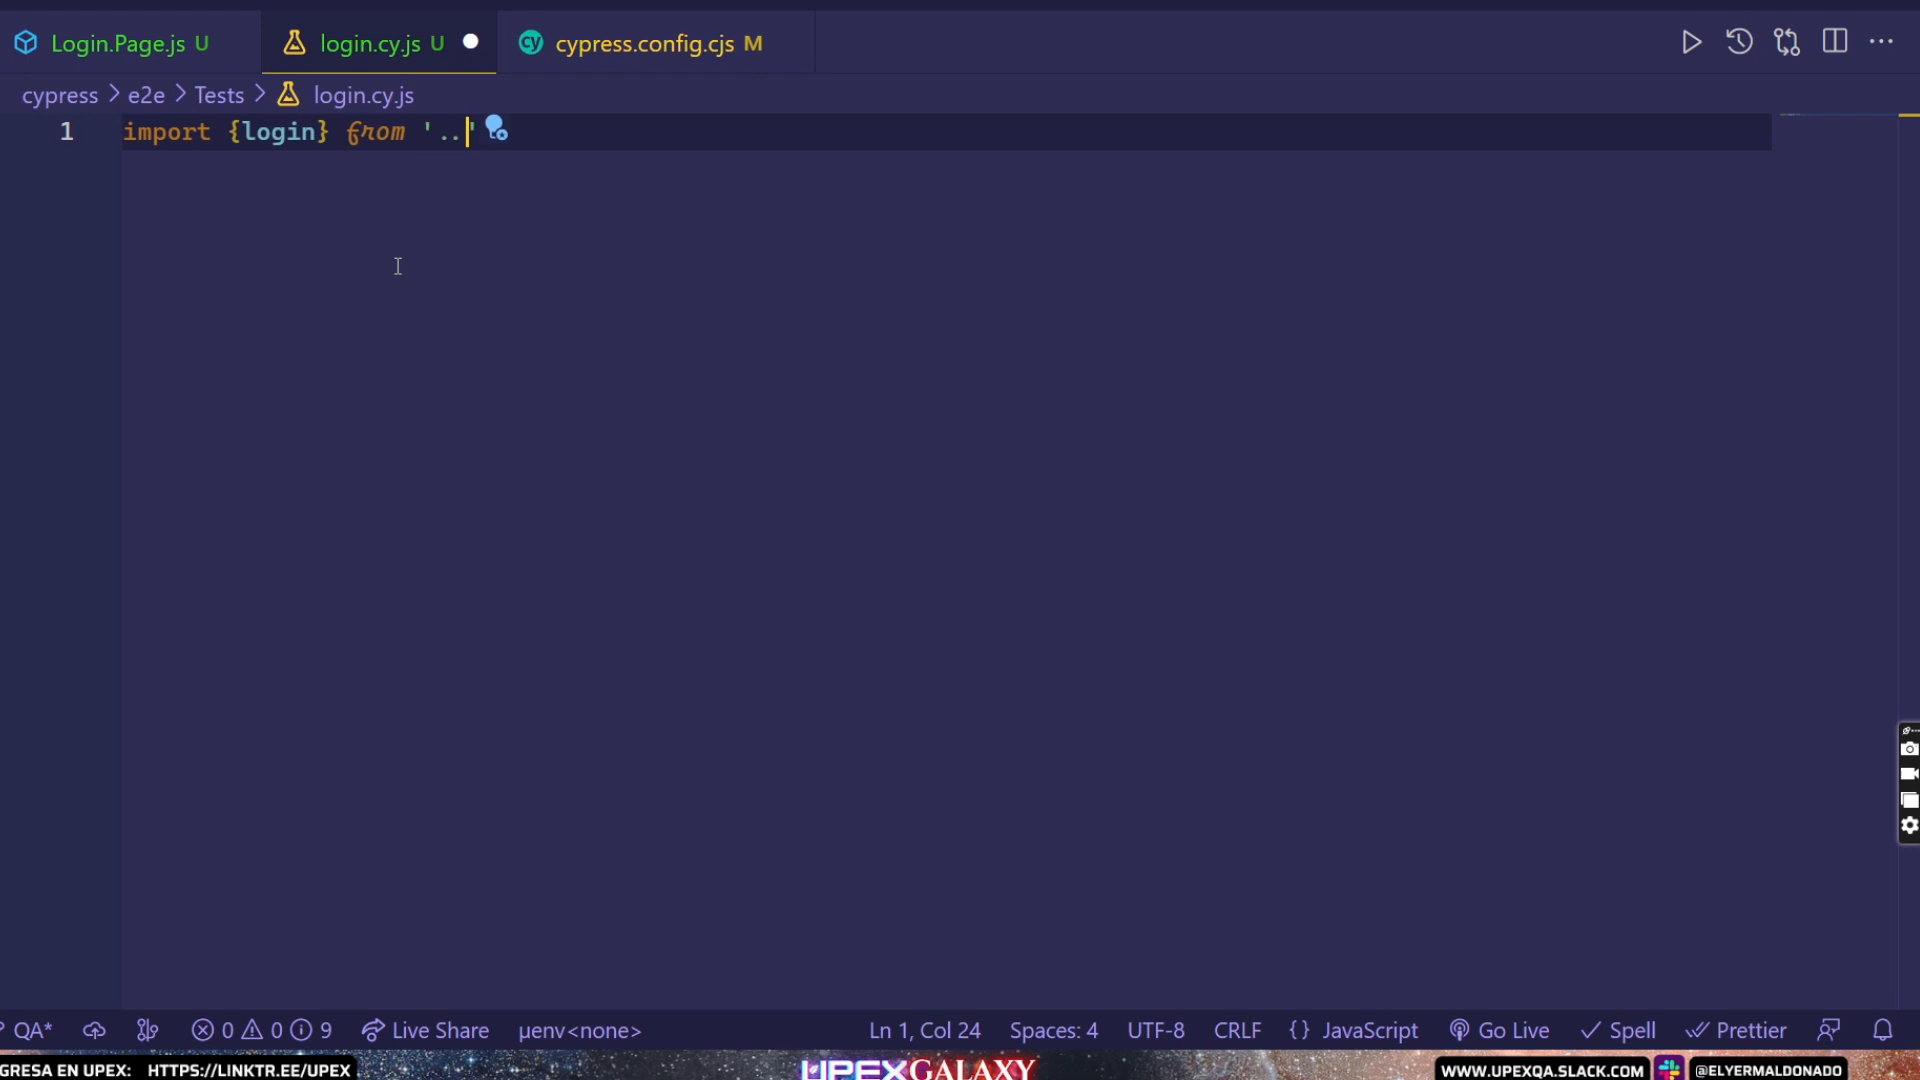 Login.Page.js U
login.cy.js U
cypress.config.cjs M
cypress > e2e > Tests > login.cy.js
1 import {login} from '..'
QA* 0 0 9 Live Share µenv<none> Ln 1, Col 24 Spaces: 4 UTF-8 CRLF {} JavaScript Go Live Spell Prettier
GRESA EN UPEX: HTTPS://LINKTR.EE/UPEX UPEXGALAXY WWW.UPEXQA.SLACK.COM @ELYERMALDONADO